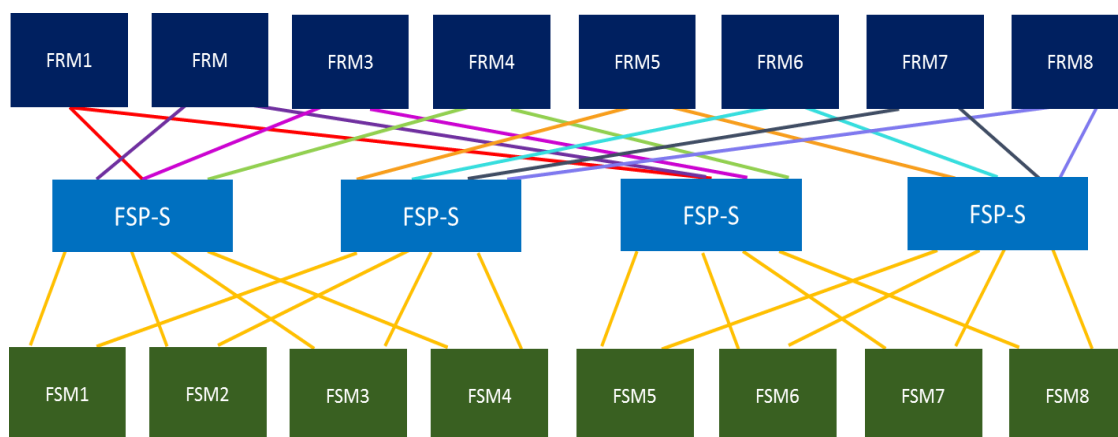 FRM1 FRM FRM3 FRM4 FRM5 FRM6 FRM7 FRM8
FSP-S FSP-S FSP-S FSP-S
FSM1 FSM2 FSM3 FSM4 FSM5 FSM6 FSM7 FSM8